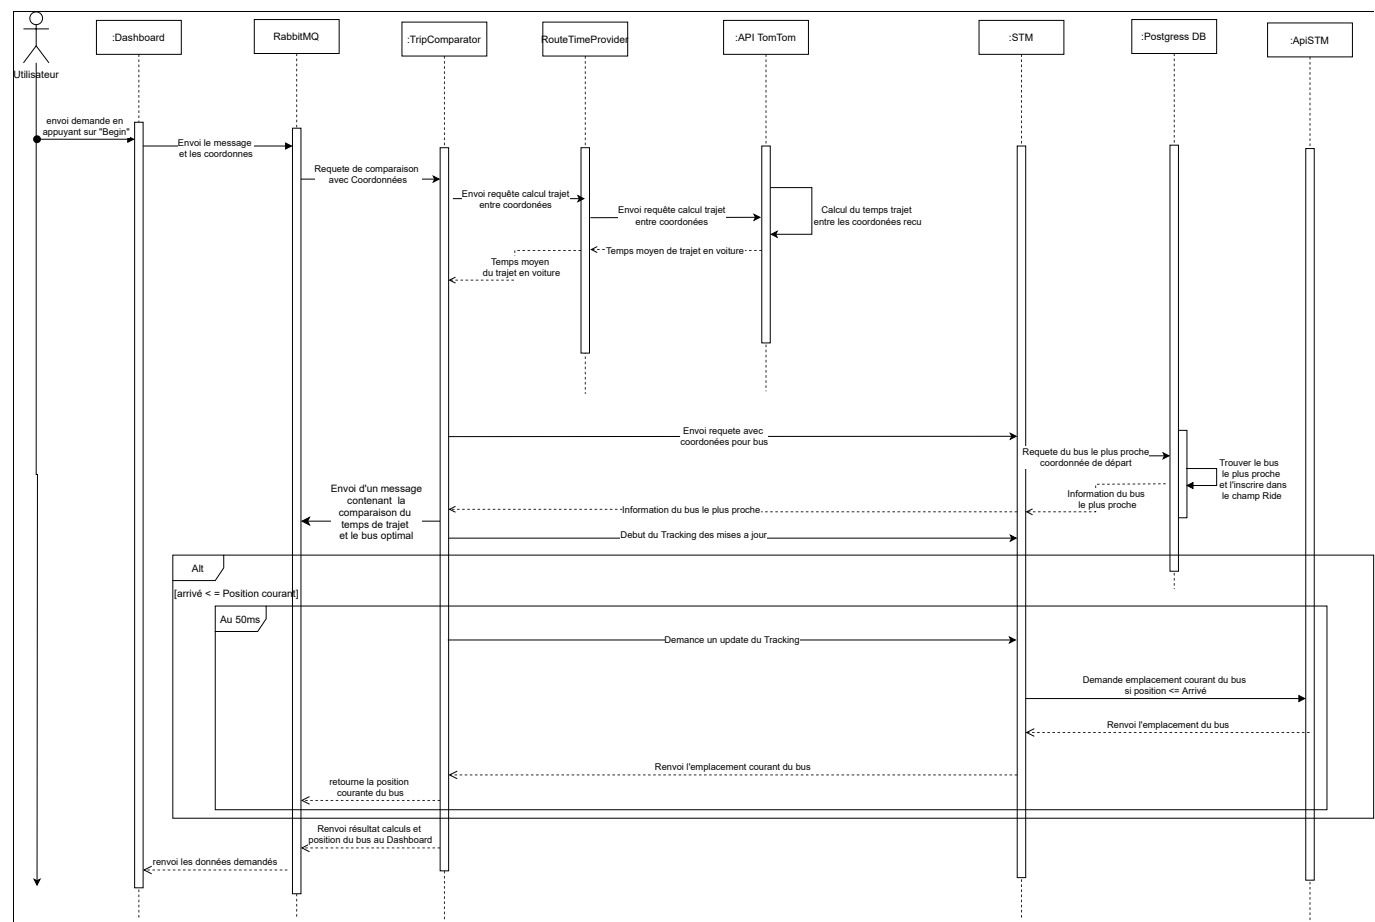 Utilisateur
:Dashboard
RabbitMQ
:TripComparator
RouteTimeProvider
:API TomTom
:STM
:Postgress DB
:ApiSTM
envoi demande en
appuyant sur "Begin"
Envoi le message
et les coordonnes
Requete de comparaison
avec Coordonnées
Envoi requête calcul trajet
entre coordonées
Envoi requête calcul trajet
entre coordonées
Calcul du temps trajet
entre les coordonées recu
Temps moyen de trajet en voiture
Temps moyen
du trajet en voiture
Envoi requete avec
coordonées pour bus
Requete du bus le plus proche
coordonnée de départ
Trouver le bus
le plus proche
et l'inscrire dans
le champ Ride
Information du bus
le plus proche
Information du bus le plus proche
Envoi d'un message
contenant la
comparaison du
temps de trajet
et le bus optimal
Debut du Tracking des mises a jour
Alt
[arrivé < = Position courant]
Au 50ms
Demance un update du Tracking
Demande emplacement courant du bus
si position <= Arrivé
Renvoi l'emplacement du bus
Renvoi l'emplacement courant du bus
retourne la position
courante du bus
Renvoi résultat calculs et
position du bus au Dashboard
renvoi les données demandés